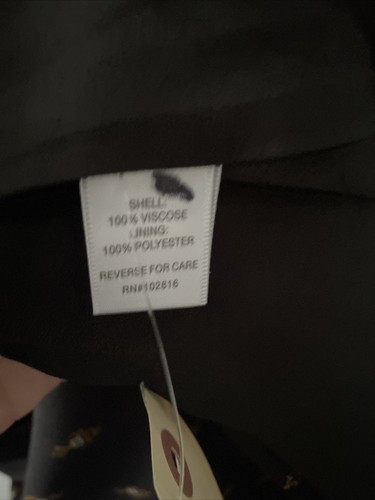 SHELL:
100% VISCOSE
LINING:
100% POLYESTER
REVERSE FOR CARE
RN#102816